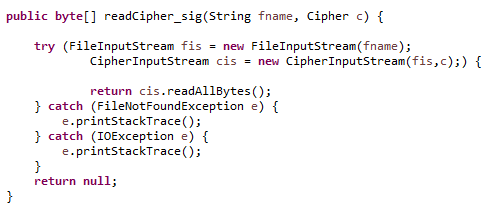 public byte[] readCipher_sig(String fname, Cipher c) {
try (FileInputStream fis = new FileInputStream(fname);
CipherInputStream cis = new CipherInputStream(fis,c);) {
return cis.readAllBytes();
} catch (FileNotFoundException e) {
e.printStackTrace();
} catch (IOException e) {
e.printStackTrace();
}
return null;
}